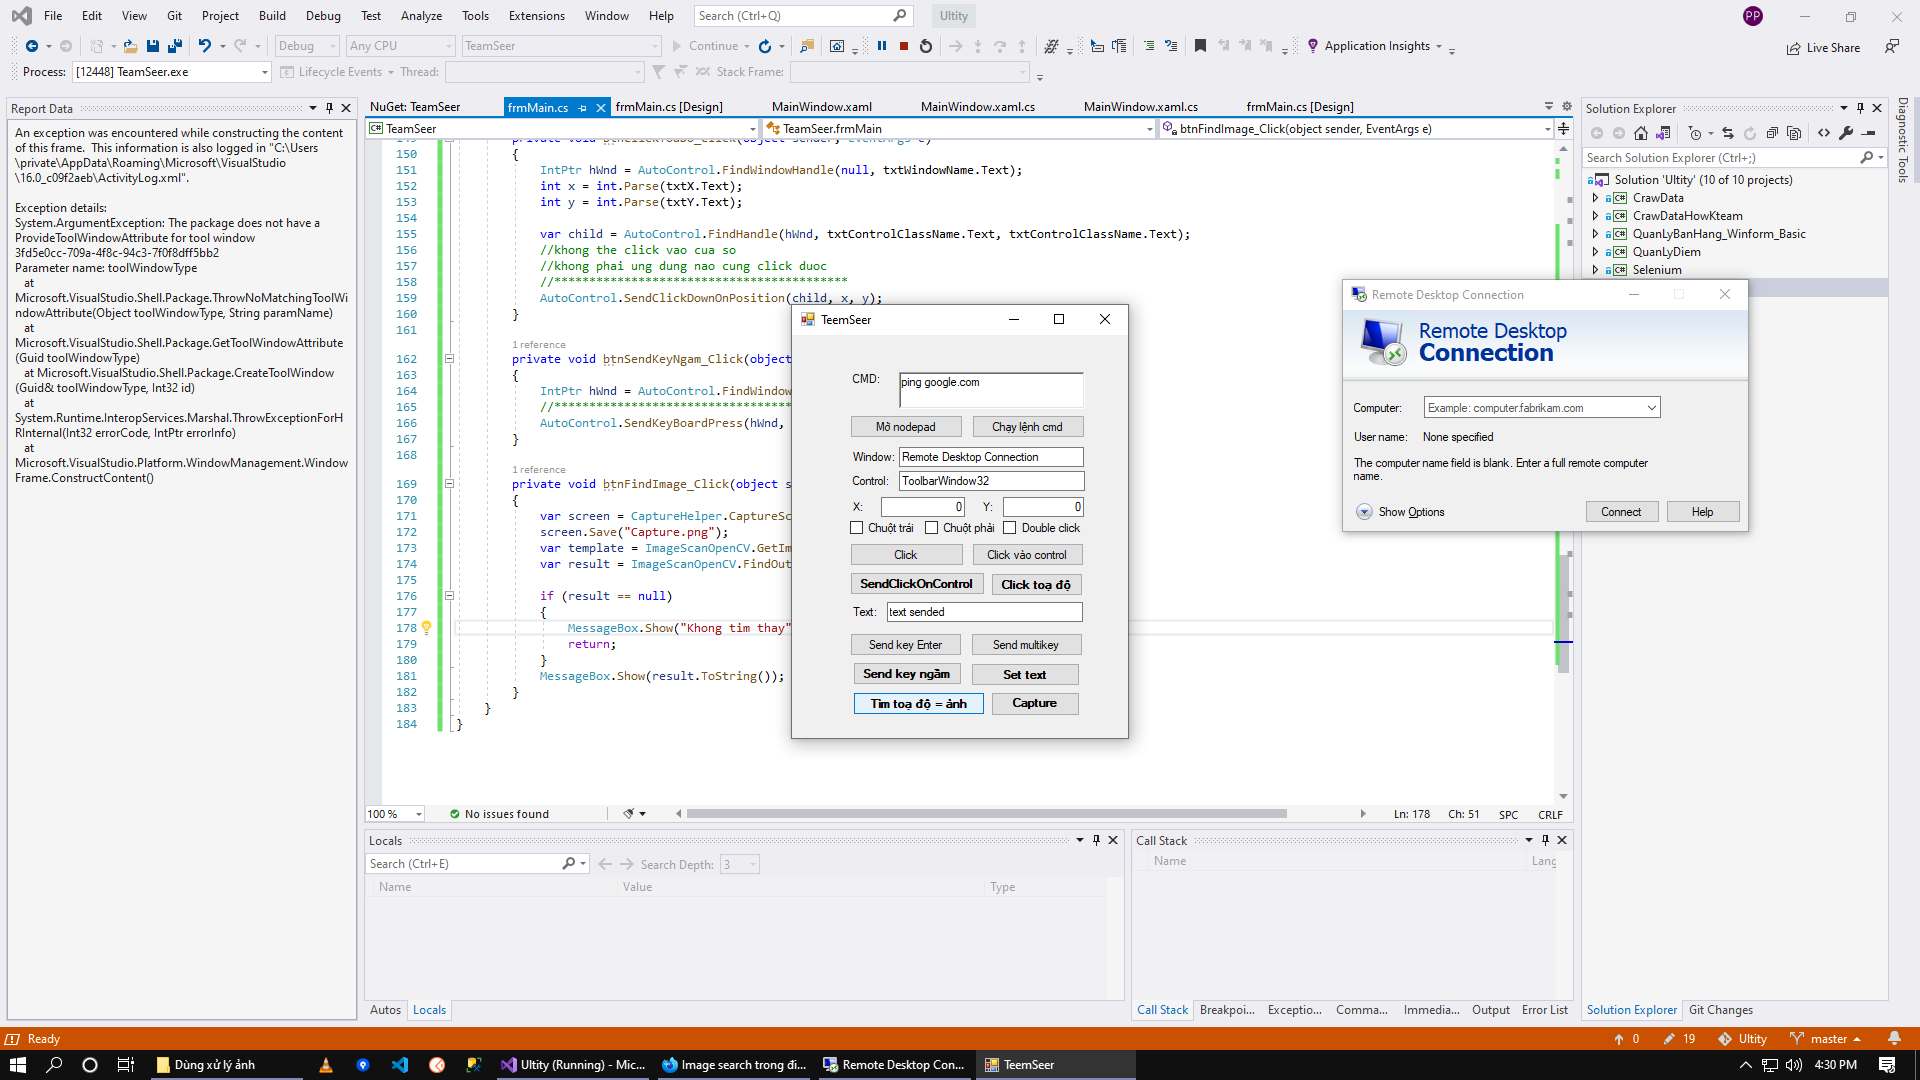 File Edit View Git Project Build Debug Test Analyze Tools Extensions Window Help Search (Ctrl+Q) Ultity PP
Debug Any CPU TeamSeer Continue Application Insights Live Share
Process: [12448] TeamSeer.exe Lifecycle Events Thread: Stack Frame:
Report Data
An exception was encountered while constructing the content
of this frame. This information is also logged in "C:\Users
\private\AppData\Roaming\Microsoft\VisualStudio
\16.0_c09f2aeb\ActivityLog.xml".
Exception details:
System.ArgumentException: The package does not have a
ProvideToolWindowAttribute for tool window
3fd5e0cc-709a-4f8c-94c3-7f0f8dff5bb2
Parameter name: toolWindowType
at
Microsoft.VisualStudio.Shell.Package.ThrowNoMatchingToolWi
ndowAttribute(Object toolWindowType, String paramName)
at
Microsoft.VisualStudio.Shell.Package.GetToolWindowAttribute
(Guid toolWindowType)
at Microsoft.VisualStudio.Shell.Package.CreateToolWindow
(Guid& toolWindowType, Int32 id)
at
System.Runtime.InteropServices.Marshal.ThrowExceptionForH
RInternal(Int32 errorCode, IntPtr errorInfo)
at
Microsoft.VisualStudio.Platform.WindowManagement.Window
Frame.ConstructContent()
NuGet: TeamSeer frmMain.cs frmMain.cs [Design] MainWindow.xaml MainWindow.xaml.cs MainWindow.xaml.cs frmMain.cs [Design]
TeamSeer TeamSeer.frmMain btnFindImage_Click(object sender, EventArgs e)
150 {
151 IntPtr hWnd = AutoControl.FindWindowHandle(null, txtWindowName.Text);
152 int x = int.Parse(txtX.Text);
153 int y = int.Parse(txtY.Text);
154
155 var child = AutoControl.FindHandle(hWnd, txtControlClassName.Text, txtControlClassName.Text);
156 //khong the click vao cua so
157 //khong phai ung dung nao cung click duoc
158 //******************************************
159 AutoControl.SendClickDownOnPosition(child, x, y);
160 }
161
1 reference
162 private void btnSendKeyNgam_Click(object
163 {
164 IntPtr hWnd = AutoControl.FindWindow
165 //**********************************
166 AutoControl.SendKeyBoardPress(hWnd,
167 }
168
1 reference
169 private void btnFindImage_Click(object s
170 {
171 var screen = CaptureHelper.CaptureSc
172 screen.Save("Capture.png");
173 var template = ImageScanOpenCV.GetIm
174 var result = ImageScanOpenCV.FindOut
175
176 if (result == null)
177 {
178 MessageBox.Show("Khong tim thay"
179 return;
180 }
181 MessageBox.Show(result.ToString());
182 }
183 }
184 }
TeemSeer
CMD: ping google.com
Mở nodepad Chạy lệnh cmd
Window: Remote Desktop Connection
Control: ToolbarWindow32
X: 0 Y: 0
Chuột trái Chuột phải Double click
Click Click vào control
SendClickOnControl Click toạ độ
Text: text sended
Send key Enter Send multikey
Send key ngầm Set text
Tìm toạ độ = ảnh Capture
Remote Desktop Connection
Remote Desktop
Connection
Computer: Example: computer.fabrikam.com
User name: None specified
The computer name field is blank. Enter a full remote computer
name.
Show Options Connect Help
Solution Explorer
Search Solution Explorer (Ctrl+;)
Solution 'Ultity' (10 of 10 projects)
C# CrawData
C# CrawDataHowKteam
C# QuanLyBanHang_Winform_Basic
C# QuanLyDiem
C# Selenium
Diagnostic Tools
100 % No issues found Ln: 178 Ch: 51 SPC CRLF
Locals
Search (Ctrl+E) Search Depth: 3
Name Value Type
Call Stack
Name Lang
Autos Locals
Call Stack Breakpoi... Exceptio... Comma... Immedia... Output Error List
Solution Explorer Git Changes
Ready 0 19 Ultity master
Dùng xử lý ảnh Ultity (Running) - Mic... Image search trong di... Remote Desktop Con... TeemSeer 4:30 PM